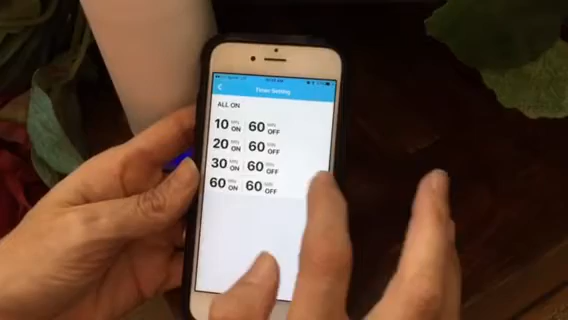 Timer Setting
ALL ON
10 MIN ON 60 MIN OFF
20 MIN ON 60 MIN OFF
30 MIN ON 60 MIN OFF
60 MIN ON 60 MIN OFF